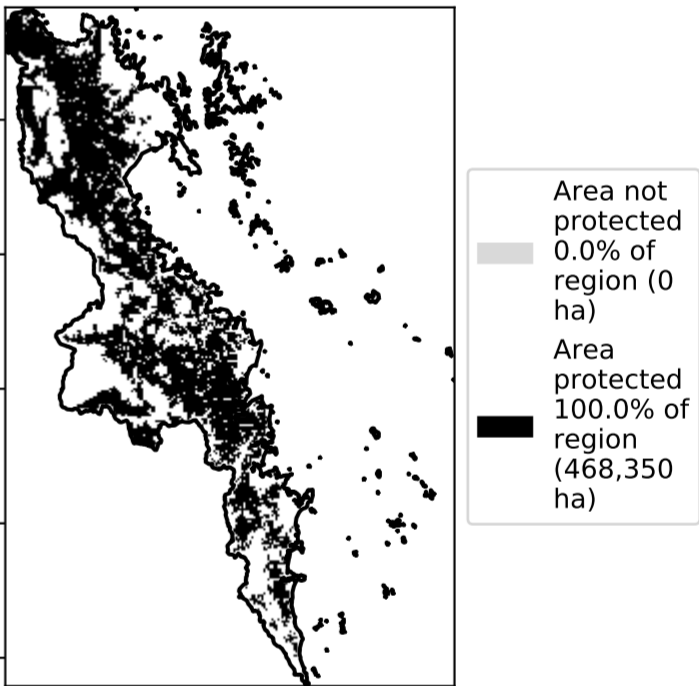 Area not
protected
0.0% of
region (0
ha)
Area
protected
100.0% of
region
(468,350
ha)